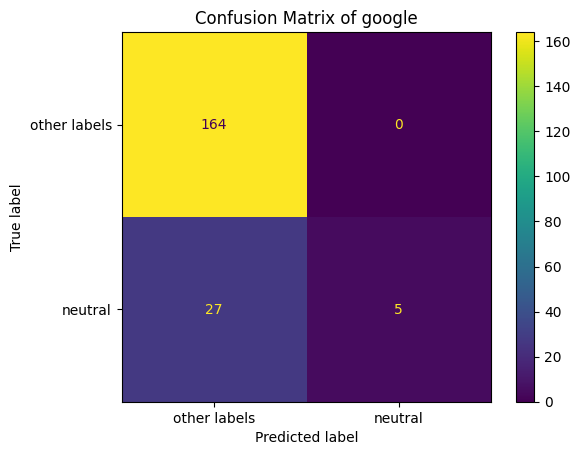 Confusion Matrix of google
True label
other labels
neutral
164
0
27
5
other labels
neutral
Predicted label
160
140
120
100
80
60
40
20
0